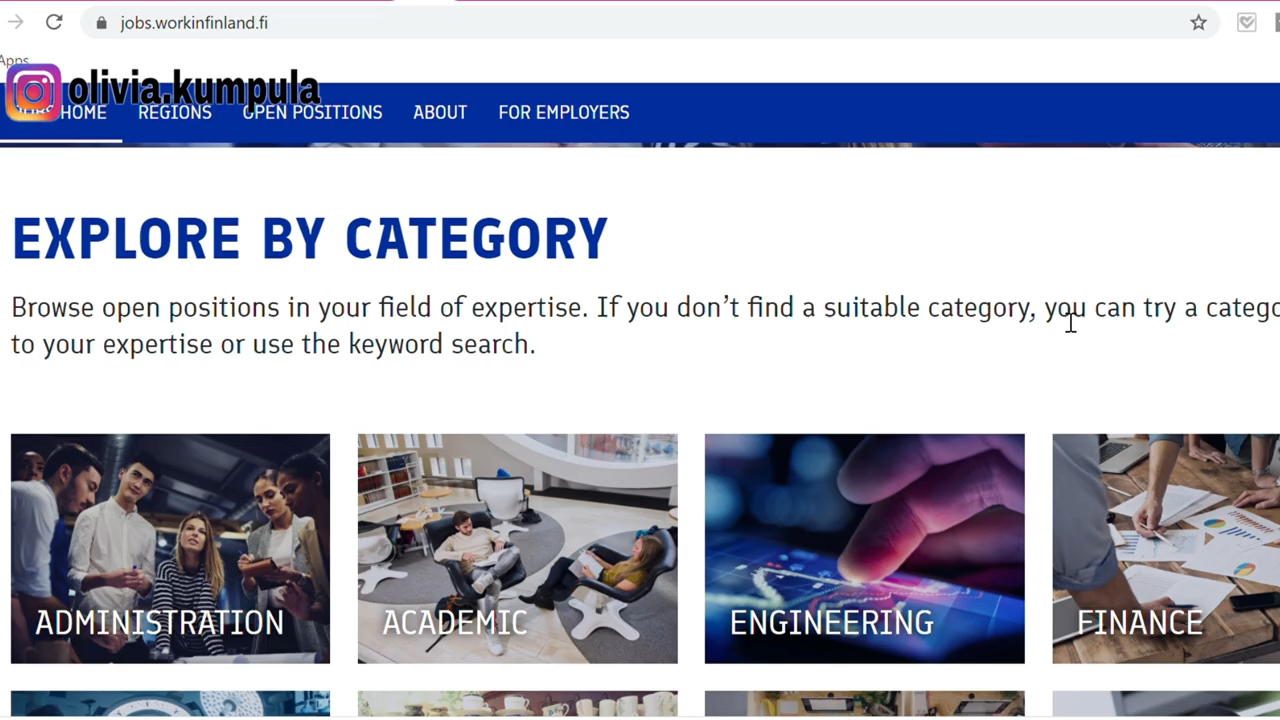 jobs.workinfinland.fi
Apps
olivia.kumpula
JOBS HOME REGIONS OPEN POSITIONS ABOUT FOR EMPLOYERS
EXPLORE BY CATEGORY
Browse open positions in your field of expertise. If you don’t find a suitable category, you can try a catego
to your expertise or use the keyword search.
ADMINISTRATION ACADEMIC ENGINEERING FINANCE